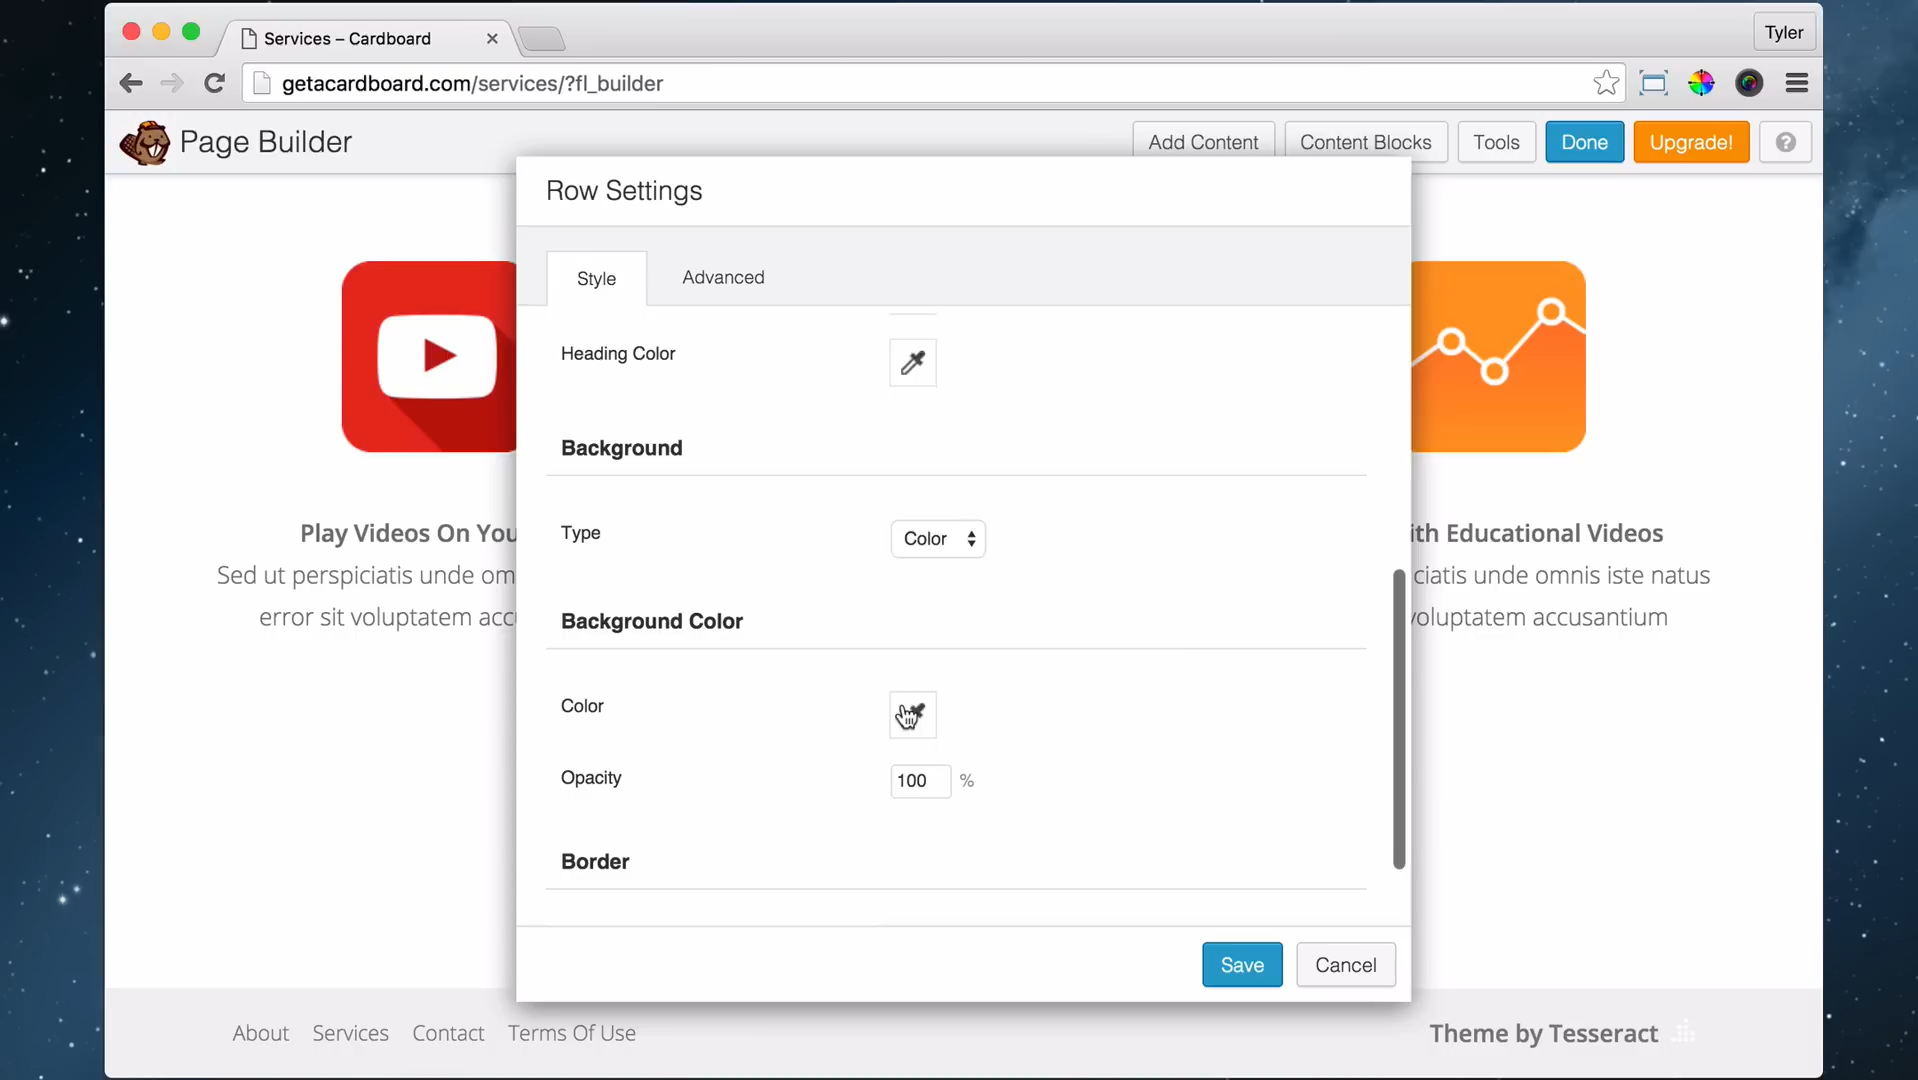 Services – Cardboard
Tyler
getacardboard.com/services/?fl_builder
Page Builder
Add Content
Content Blocks
Tools
Done
Upgrade!
?
Row Settings
Style
Advanced
Heading Color
Background
Type
Color
Background Color
Color
Opacity
100 %
Border
Save
Cancel
Play Videos On You
Sed ut perspiciatis unde om
error sit voluptatem accu
ith Educational Videos
ciatis unde omnis iste natus
voluptatem accusantium
About
Services
Contact
Terms Of Use
Theme by Tesseract